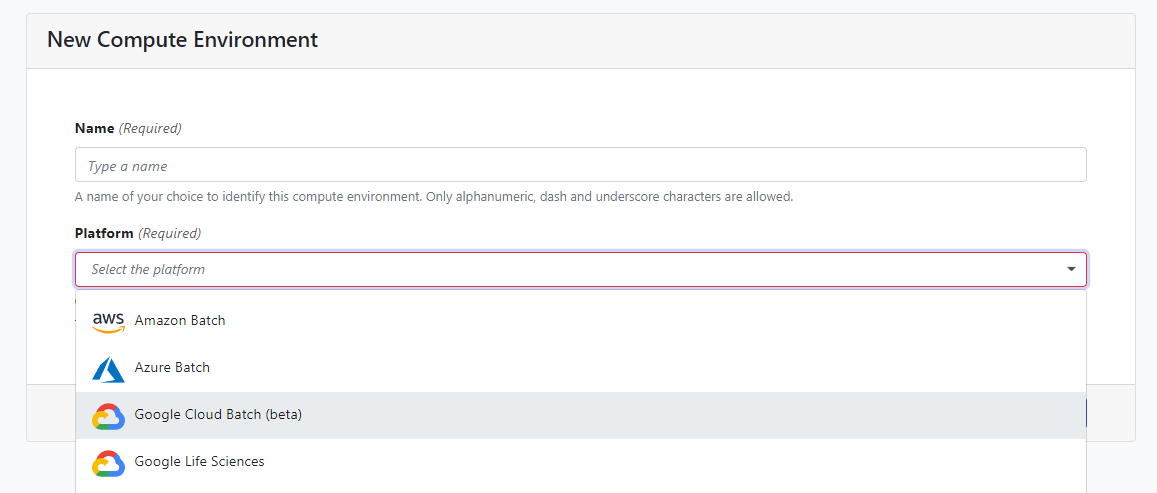 New Compute Environment
Name (Required)
Type a name
A name of your choice to identify this compute environment. Only alphanumeric, dash and underscore characters are allowed.
Platform (Required)
Select the platform
aws Amazon Batch
Azure Batch
Google Cloud Batch (beta)
Google Life Sciences